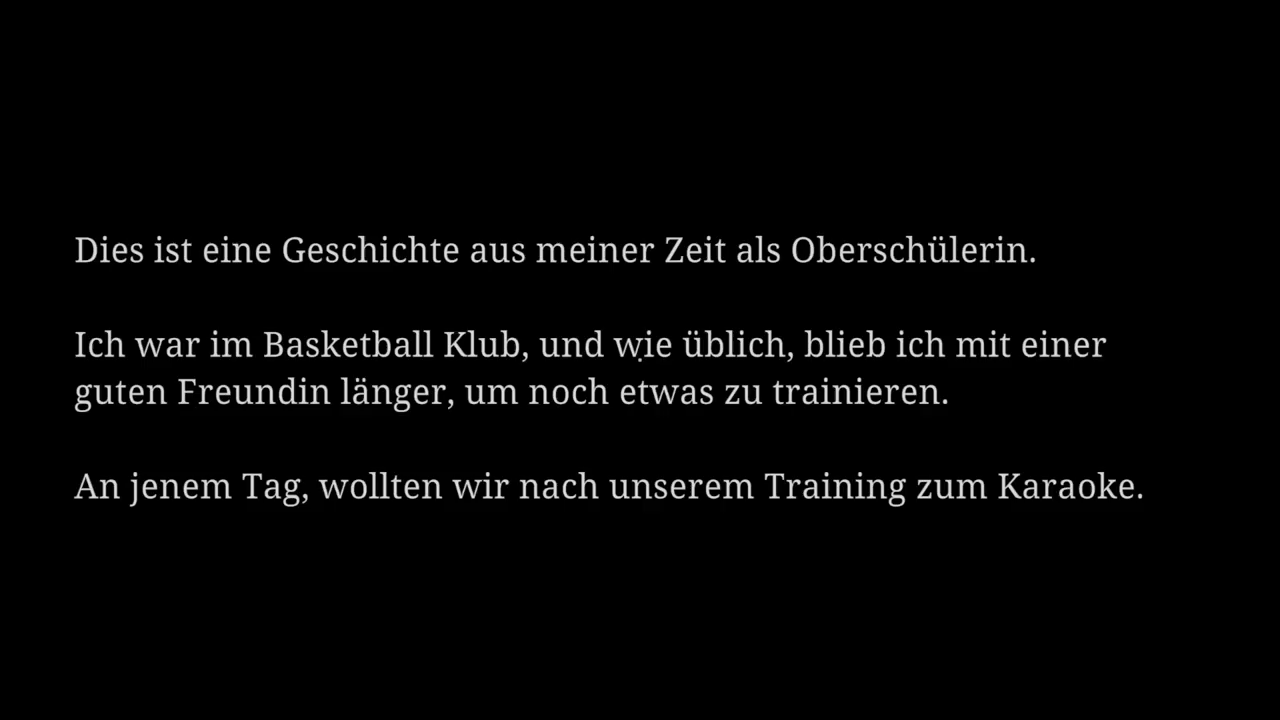 Dies ist eine Geschichte aus meiner Zeit als Oberschülerin.
Ich war im Basketball Klub, und wie üblich, blieb ich mit einer
guten Freundin länger, um noch etwas zu trainieren.
An jenem Tag, wollten wir nach unserem Training zum Karaoke.